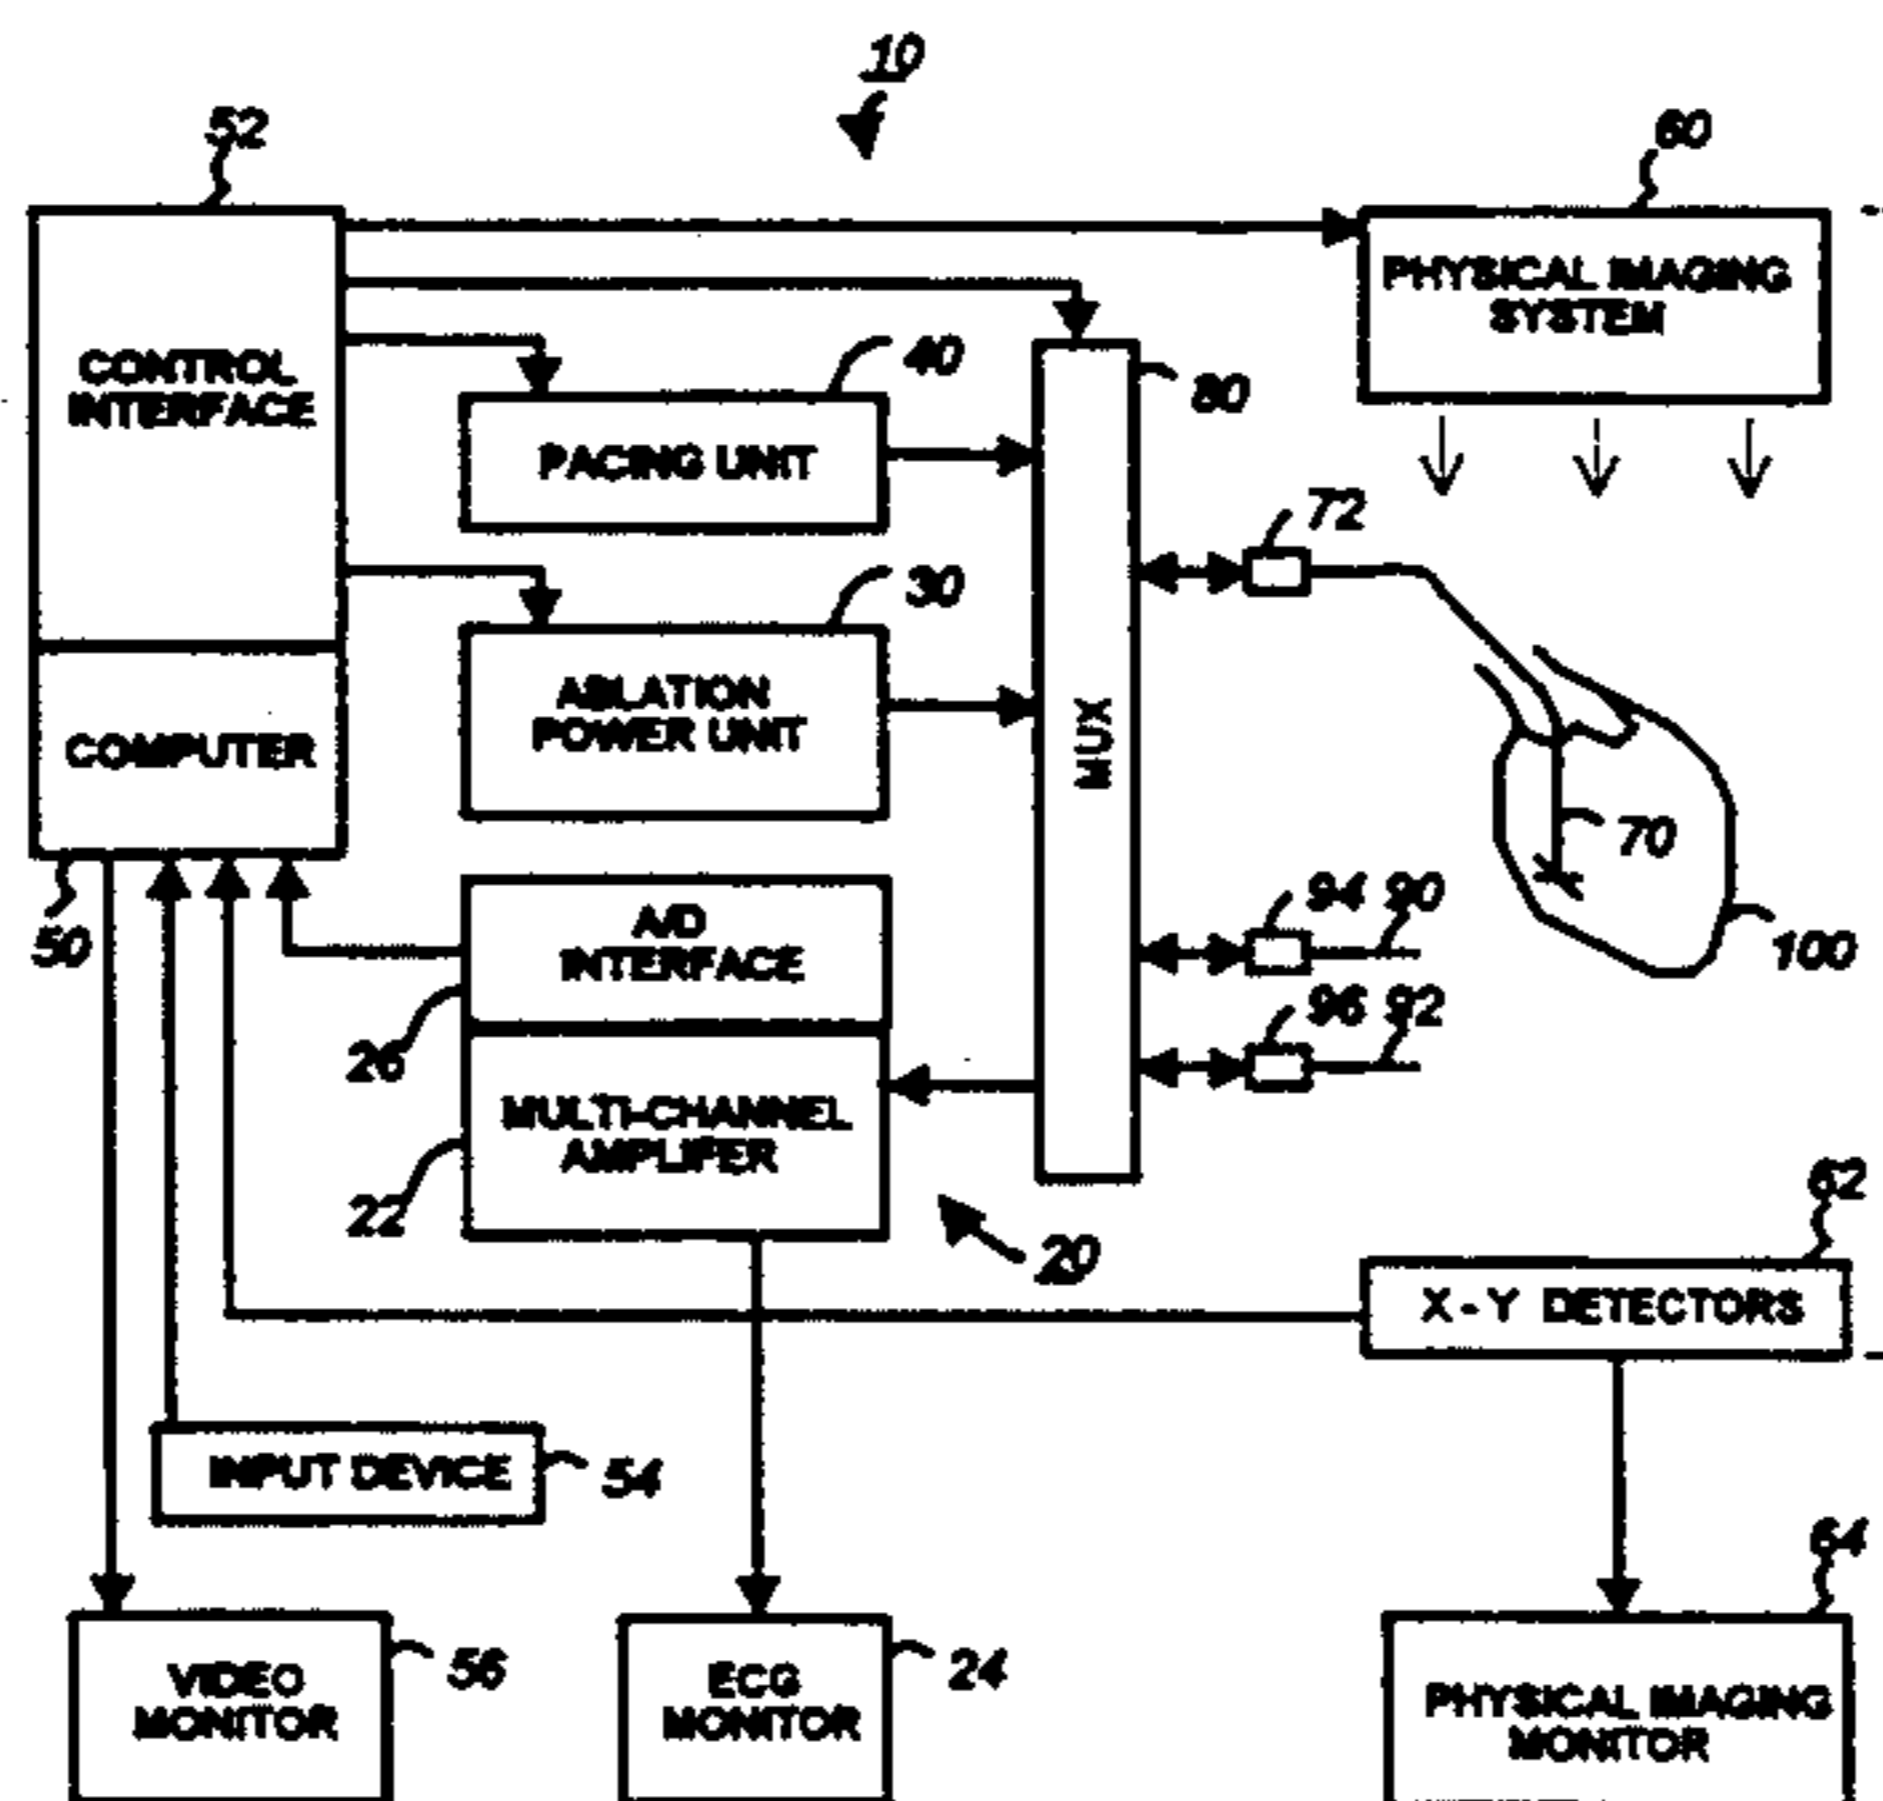 10
52
60
PHYSICAL IMAGING
SYSTEM
CONTROL
INTERFACE
40
80
PACING UNIT
72
30
ABLATION
POWER UNIT
MUX
COMPUTER
70
94 90
A/D
INTERFACE
50
100
26
96 92
MULTI-CHANNEL
AMPLIFER
22
62
20
X - Y DETECTORS
INPUT DEVICE
54
64
VIDEO
MONITOR
56
ECG
MONITOR
24
PHYSICAL IMAGING
MONITOR